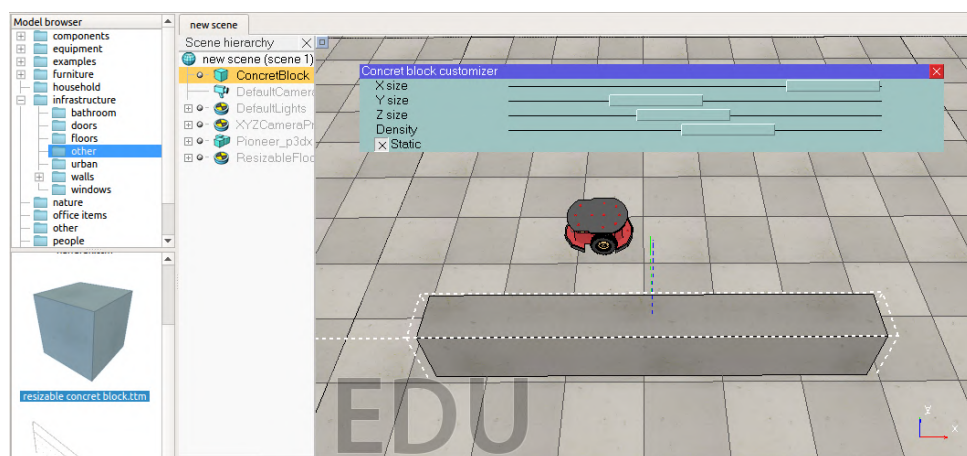 Model browser
components
equipment
examples
furniture
household
infrastructure
bathroom
doors
floors
other
urban
walls
windows
nature
office items
other
people
resizable concret block.ttm
new scene
Scene hierarchy
new scene (scene 1)
ConcretBlock
DefaultCamer
DefaultLights
XYZCameraPr
Pioneer_p3dx
ResizableFloo
Concret block customizer
X size
Y size
Z size
Density
Static
EDU
x